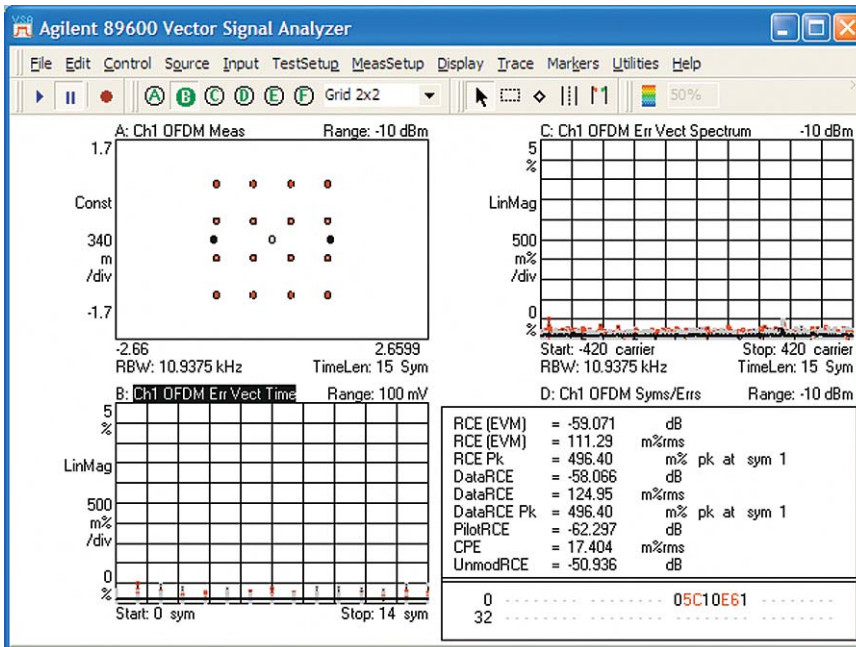 VSA
Agilent 89600 Vector Signal Analyzer
File Edit Control Source Input TestSetup MeasSetup Display Trace Markers Utilities Help
A B C D E F Grid 2x2 50%
A: Ch1 OFDM Meas Range: -10 dBm
1.7
Const
340
m
/div
-1.7
-2.66 2.6599
RBW: 10.9375 kHz TimeLen: 15 Sym
C: Ch1 OFDM Err Vect Spectrum -10 dBm
5
%
LinMag
500
m%
/div
0
%
Start: -420 carrier Stop: 420 carrier
RBW: 10.9375 kHz TimeLen: 15 Sym
B: Ch1 OFDM Err Vect Time Range: 100 mV
5
%
LinMag
500
m%
/div
0
%
Start: 0 sym Stop: 14 sym
D: Ch1 OFDM Syms/Errs Range: -10 dBm
RCE (EVM) = -59.071 dB
RCE (EVM) = 111.29 m%rms
RCE Pk = 496.40 m% pk at sym 1
DataRCE = -58.066 dB
DataRCE = 124.95 m%rms
DataRCE Pk = 496.40 m% pk at sym 1
PilotRCE = -62.297 dB
CPE = 17.404 m%rms
UnmodRCE = -50.936 dB
0 -------- -------- 05C10E61 --------
32 -------- -------- -------- --------